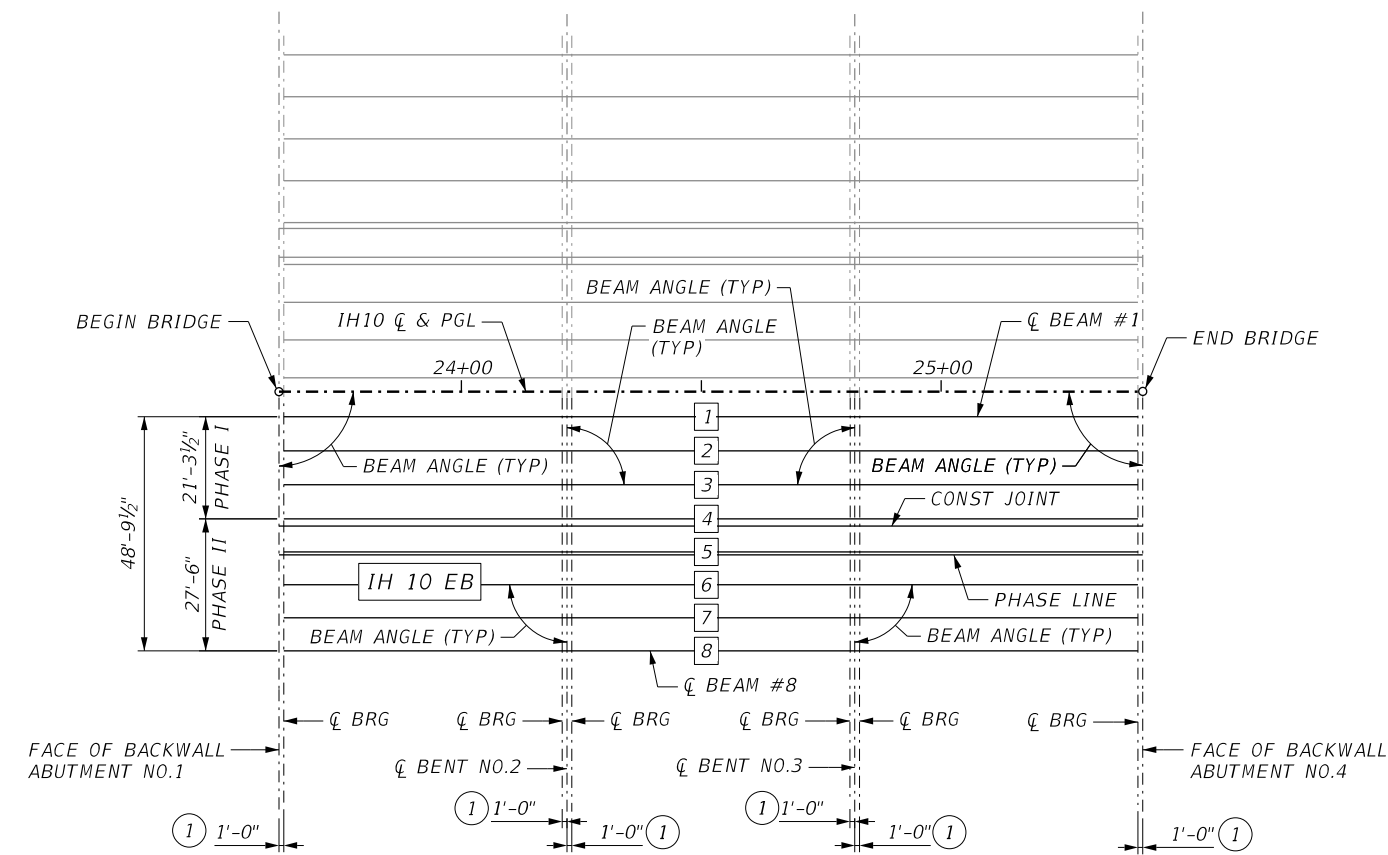 BEAM ANGLE (TYP)
BEGIN BRIDGE
IH10 ℄ & PGL
BEAM ANGLE
(TYP)
℄ BEAM #1
END BRIDGE
24+00
25+00
1
2
3
4
5
6
7
8
BEAM ANGLE (TYP)
BEAM ANGLE (TYP)
CONST JOINT
48'-9½"
21'-3½"
PHASE I
27'-6"
PHASE II
IH 10 EB
PHASE LINE
BEAM ANGLE (TYP)
BEAM ANGLE (TYP)
℄ BEAM #8
℄ BRG
℄ BRG
℄ BRG
℄ BRG
℄ BRG
℄ BRG
FACE OF BACKWALL
ABUTMENT NO.1
℄ BENT NO.2
℄ BENT NO.3
FACE OF BACKWALL
ABUTMENT NO.4
1 1'-0"
1 1'-0"
1'-0" 1
1 1'-0"
1'-0" 1
1'-0" 1